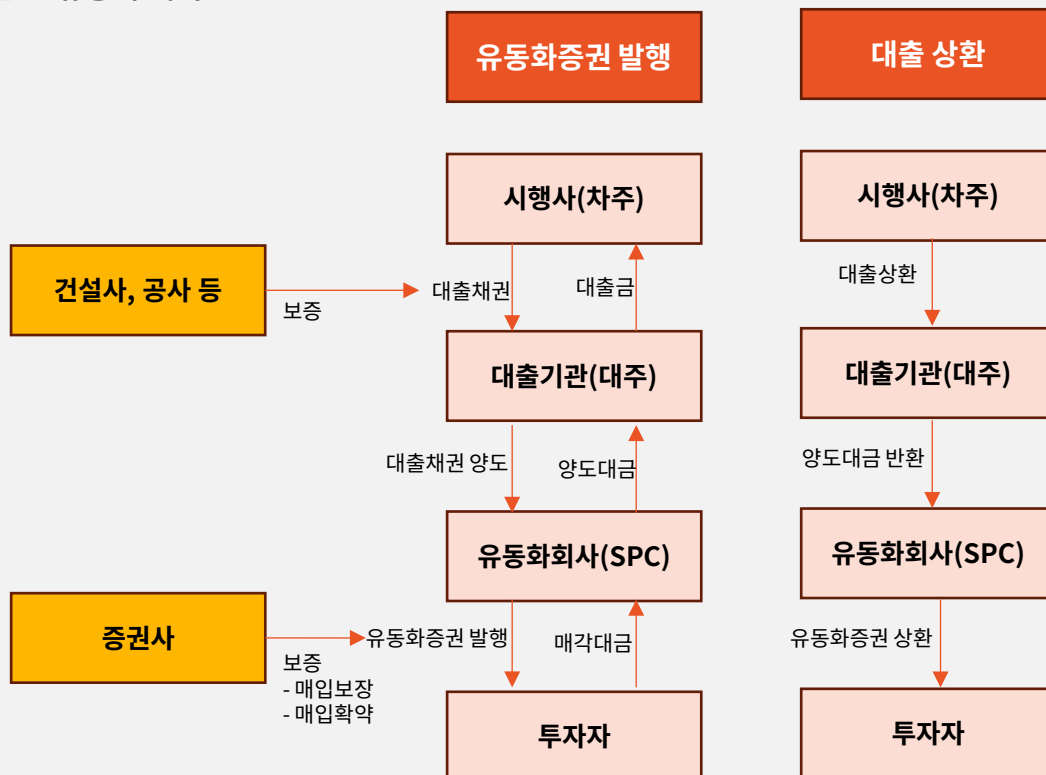 유동화증권 발행
대출 상환
시행사(차주)
시행사(차주)
건설사, 공사 등
보증
대출채권
대출금
대출상환
대출기관(대주)
대출기관(대주)
대출채권 양도
양도대금
양도대금 반환
유동화회사(SPC)
유동화회사(SPC)
증권사
보증
- 매입보장
- 매입확약
유동화증권 발행
매각대금
유동화증권 상환
투자자
투자자